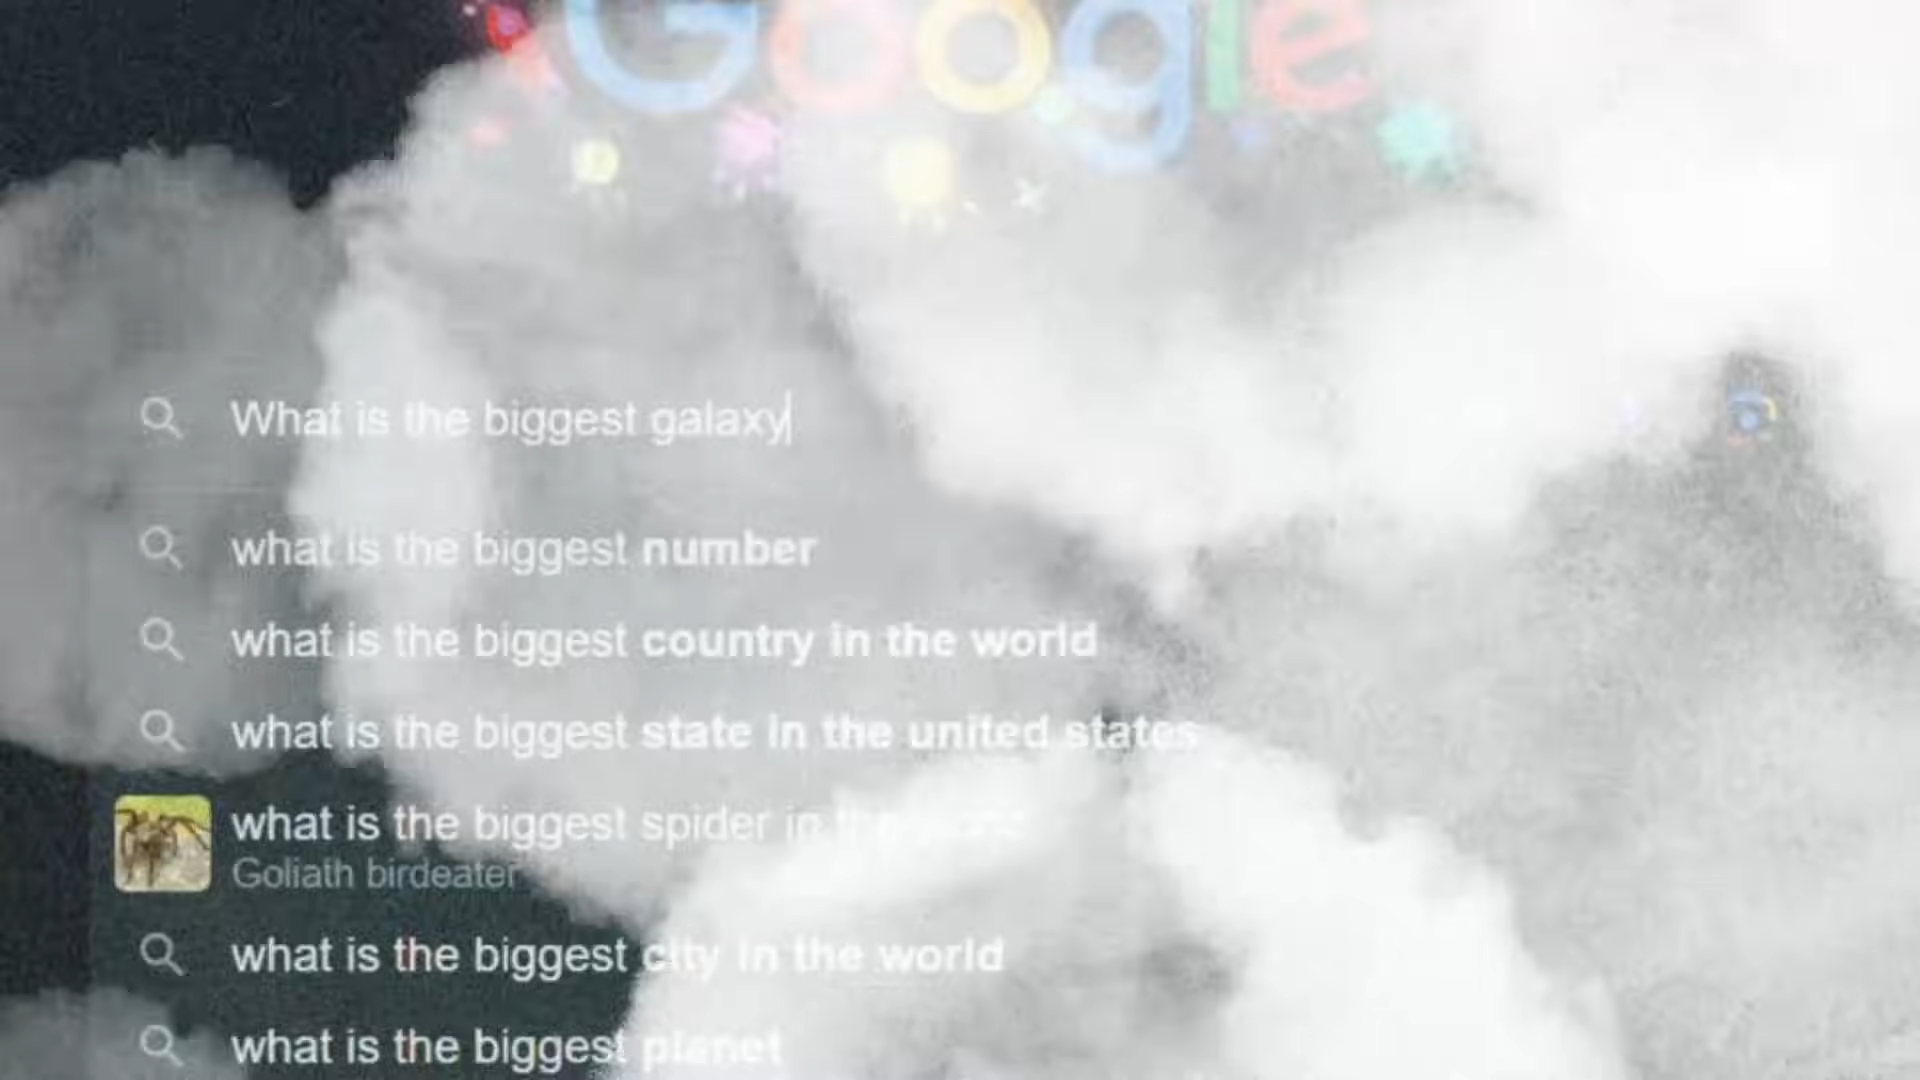 Google
What is the biggest galaxy
what is the biggest number
what is the biggest country in the world
what is the biggest state in the united states
what is the biggest spider in the
Goliath birdeater
what is the biggest city in the world
what is the biggest planet